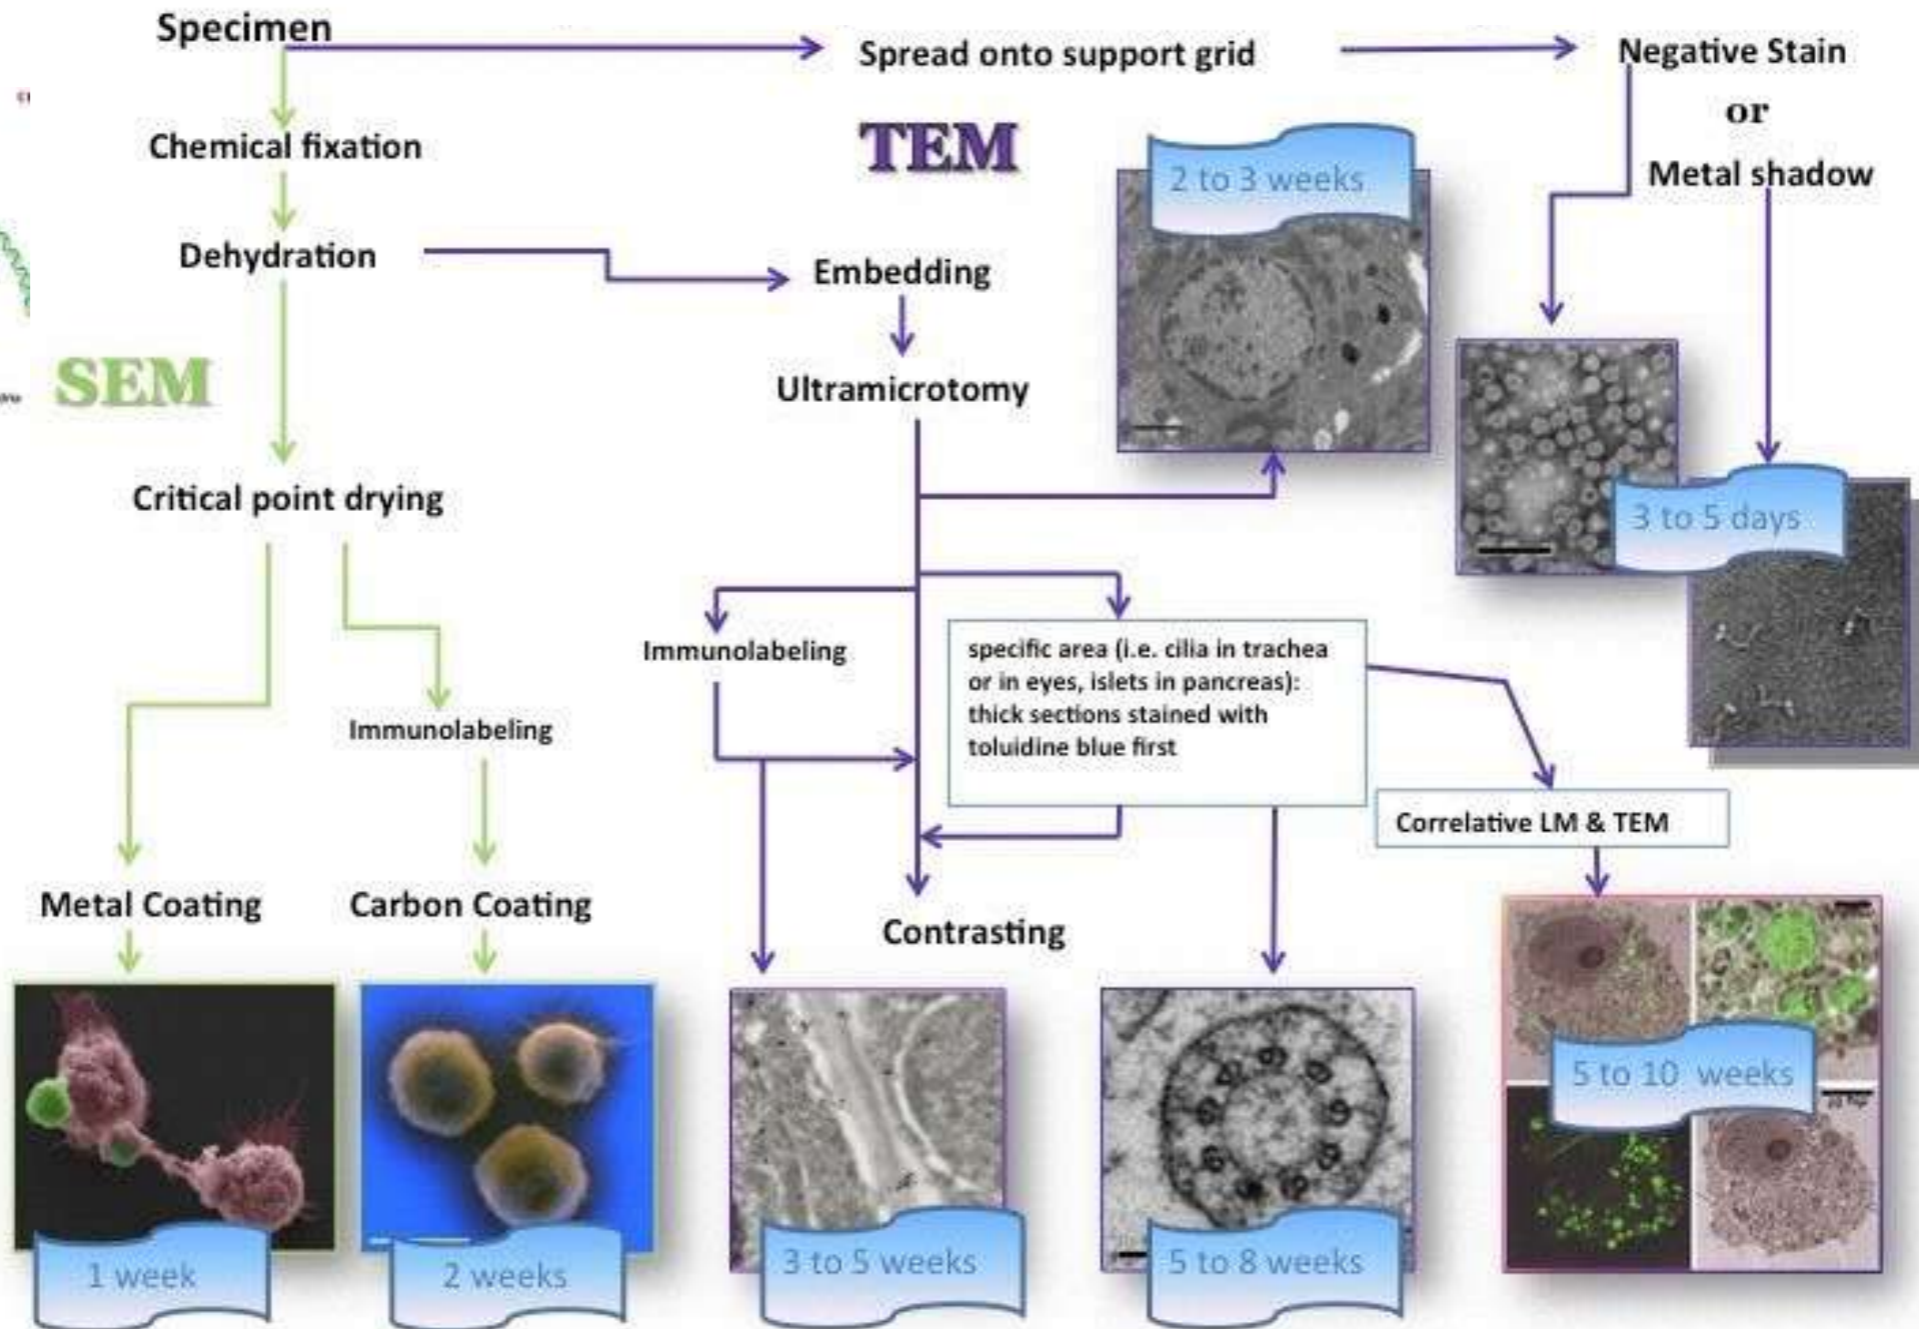 Specimen
Spread onto support grid
Negative Stain
or
Metal shadow
Chemical fixation
TEM
2 to 3 weeks
Dehydration
Embedding
SEM
Ultramicrotomy
Critical point drying
3 to 5 days
Immunolabeling
specific area (i.e. cilia in trachea
or in eyes, islets in pancreas):
thick sections stained with
toluidine blue first
Immunolabeling
Correlative LM & TEM
Metal Coating
Carbon Coating
Contrasting
5 to 10 weeks
1 week
2 weeks
3 to 5 weeks
5 to 8 weeks